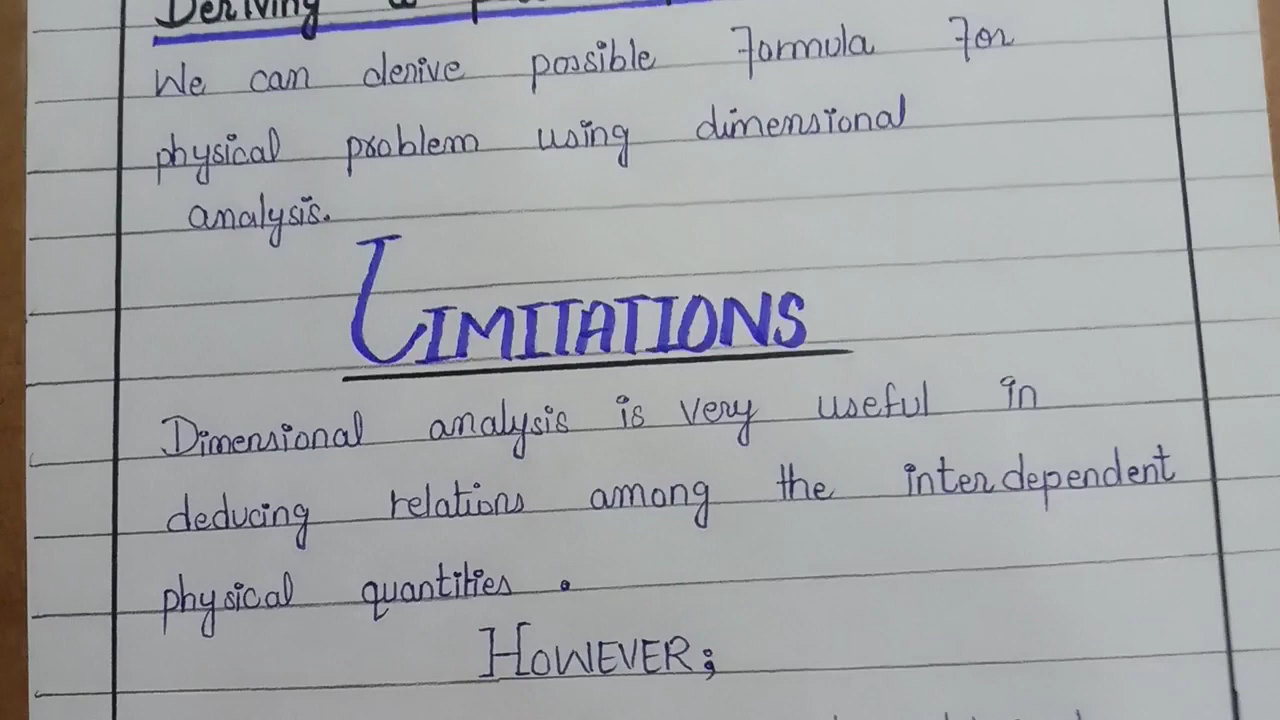 Deriving a
We can derive possible Formula For
physical problem using dimensional
analysis.
LIMITATIONS
Dimensional analysis is very useful in
deducing relations among the interdependent
physical quantities.
HOWEVER;